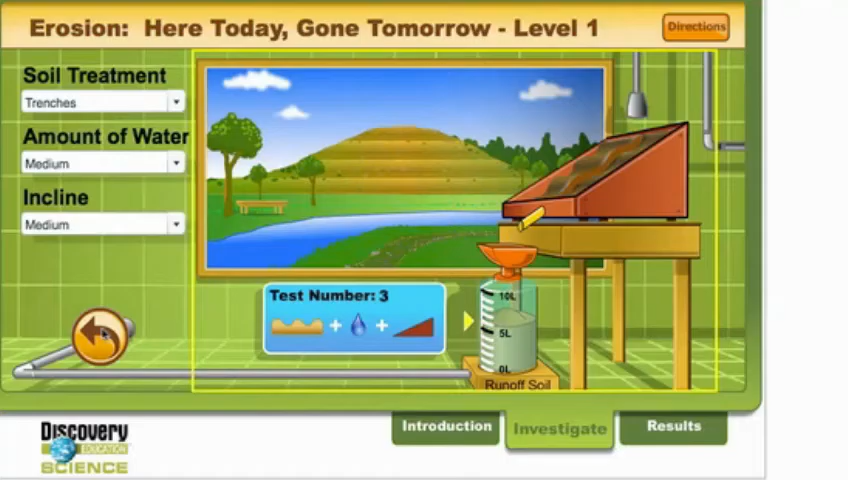 Erosion: Here Today, Gone Tomorrow - Level 1
Directions
Soil Treatment
Trenches
Amount of Water
Medium
Incline
Medium
Test Number: 3
+ +
10L
5L
0L
Runoff Soil
Introduction
Investigate
Results
Discovery
EDUCATION
SCIENCE